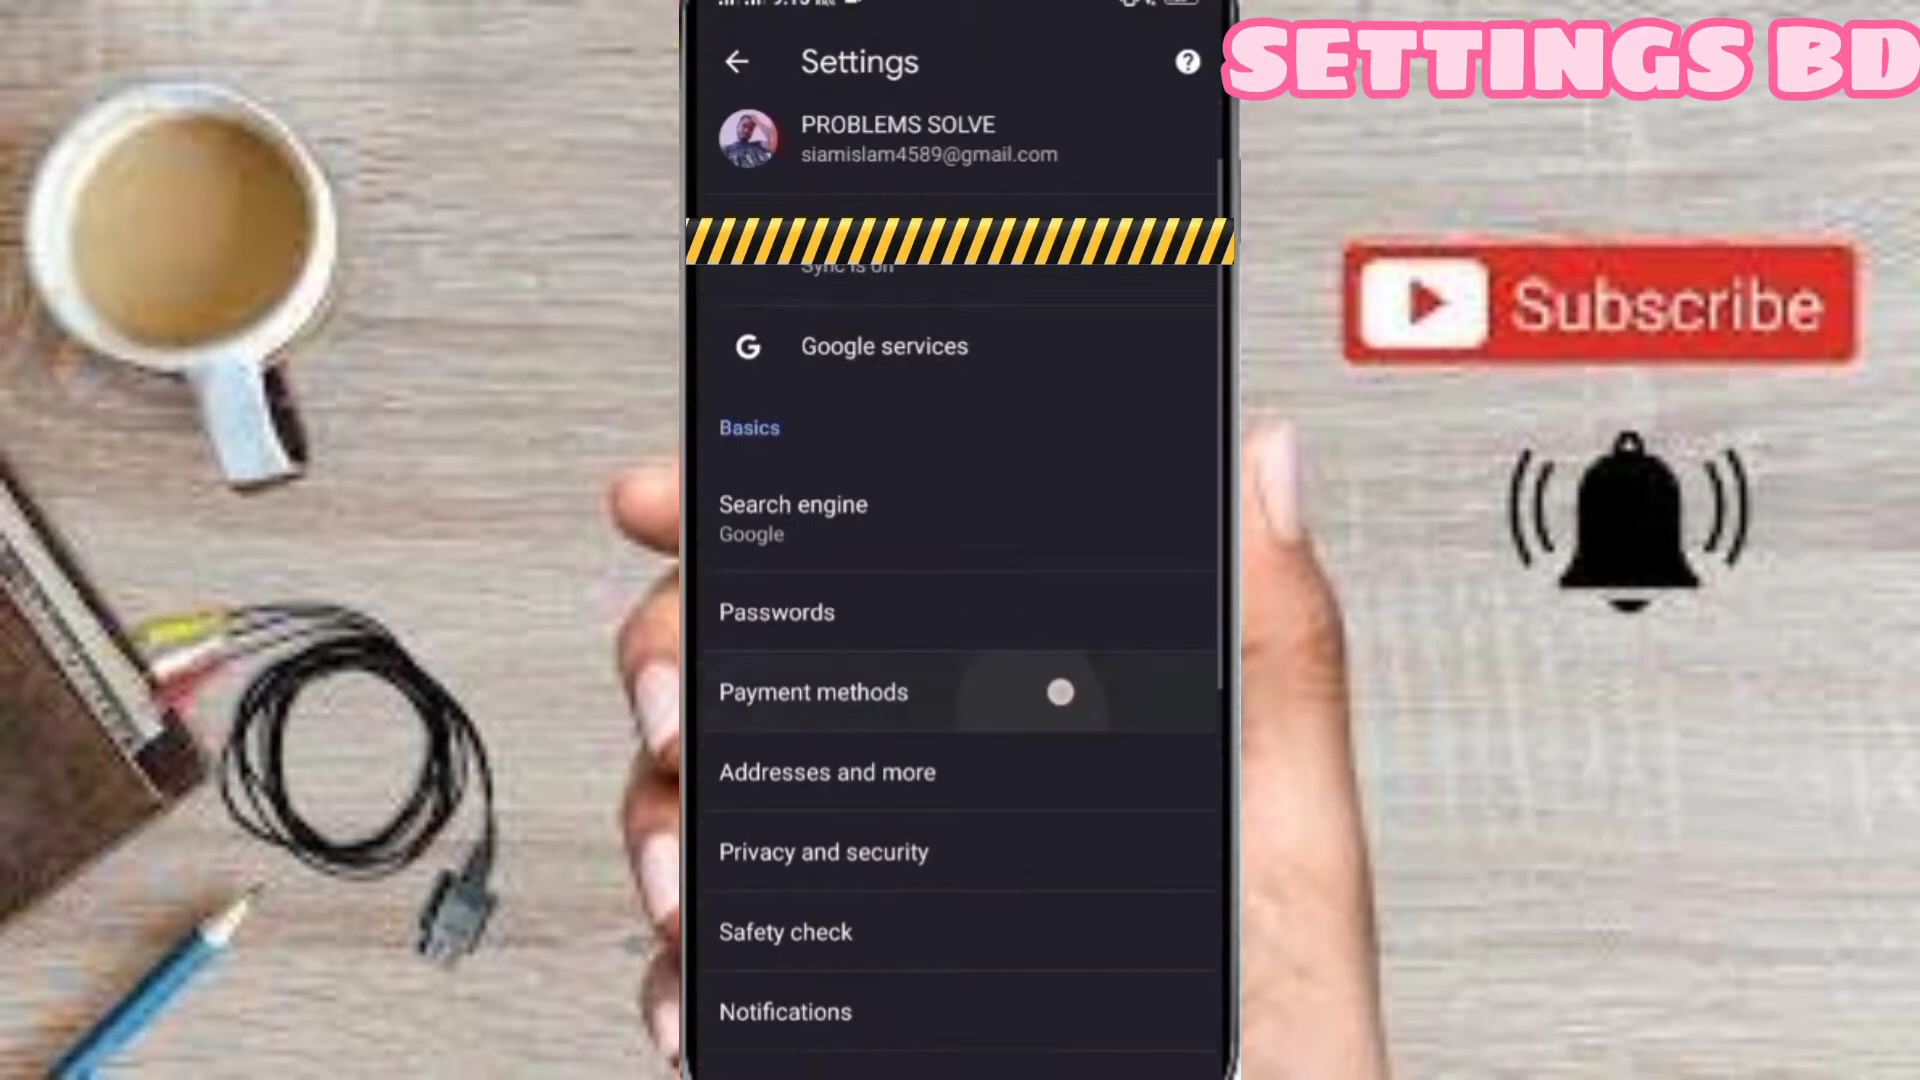 SETTINGS BD
Settings
PROBLEMS SOLVE
siamislam4589@gmail.com
Sync is on
G Google services
Basics
Search engine
Google
Passwords
Payment methods
Addresses and more
Privacy and security
Safety check
Notifications
Subscribe